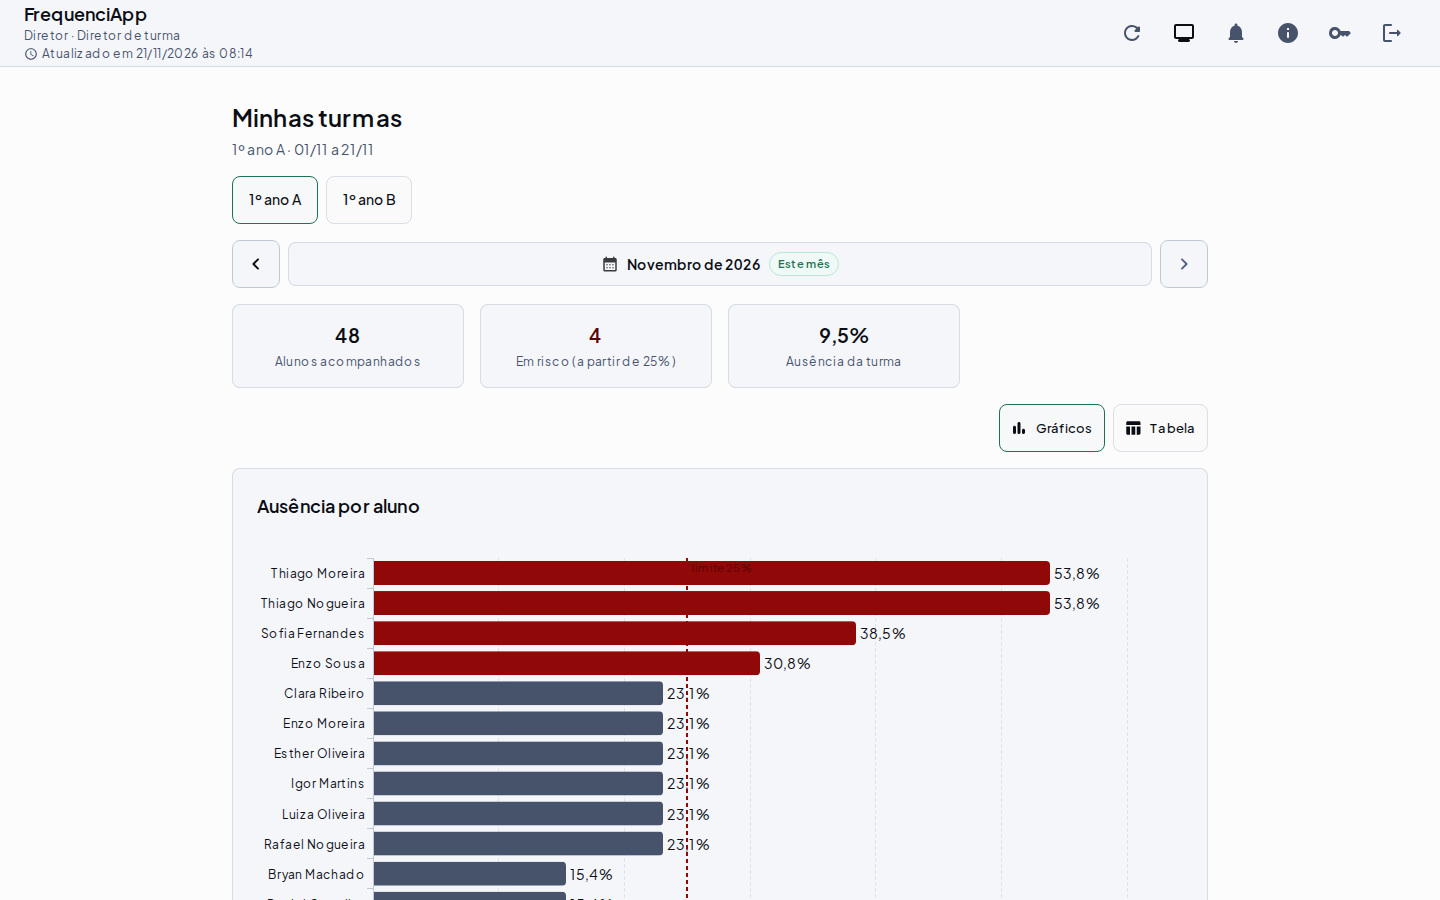 FrequenciApp
Diretor · Diretor de turma
Atualizado em 21/11/2026 às 08:14
Minhas turmas
1º ano A · 01/11 a 21/11
1º ano A
1º ano B
Novembro de 2026
Este mês
48
Alunos acompanhados
4
Em risco (a partir de 25%)
9,5%
Ausência da turma
Gráficos
Tabela
Ausência por aluno
limite 25%
Thiago Moreira 53,8%
Thiago Nogueira 53,8%
Sofia Fernandes 38,5%
Enzo Sousa 30,8%
Clara Ribeiro 23,1%
Enzo Moreira 23,1%
Esther Oliveira 23,1%
Igor Martins 23,1%
Luiza Oliveira 23,1%
Rafael Nogueira 23,1%
Bryan Machado 15,4%